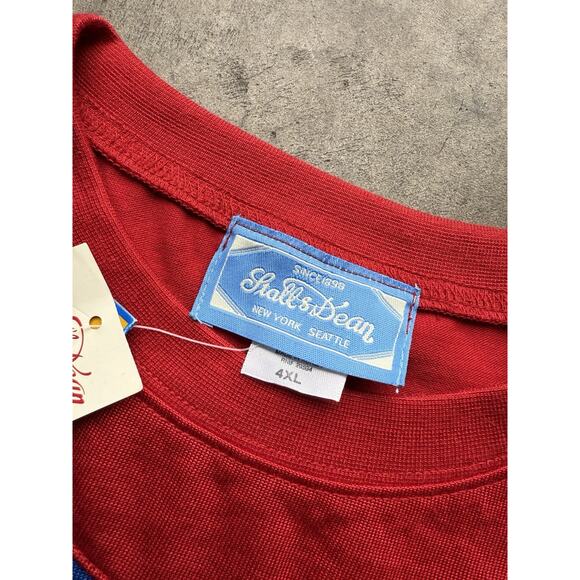 SINCE 1898
Stall & Dean
NEW YORK SEATTLE
4XL